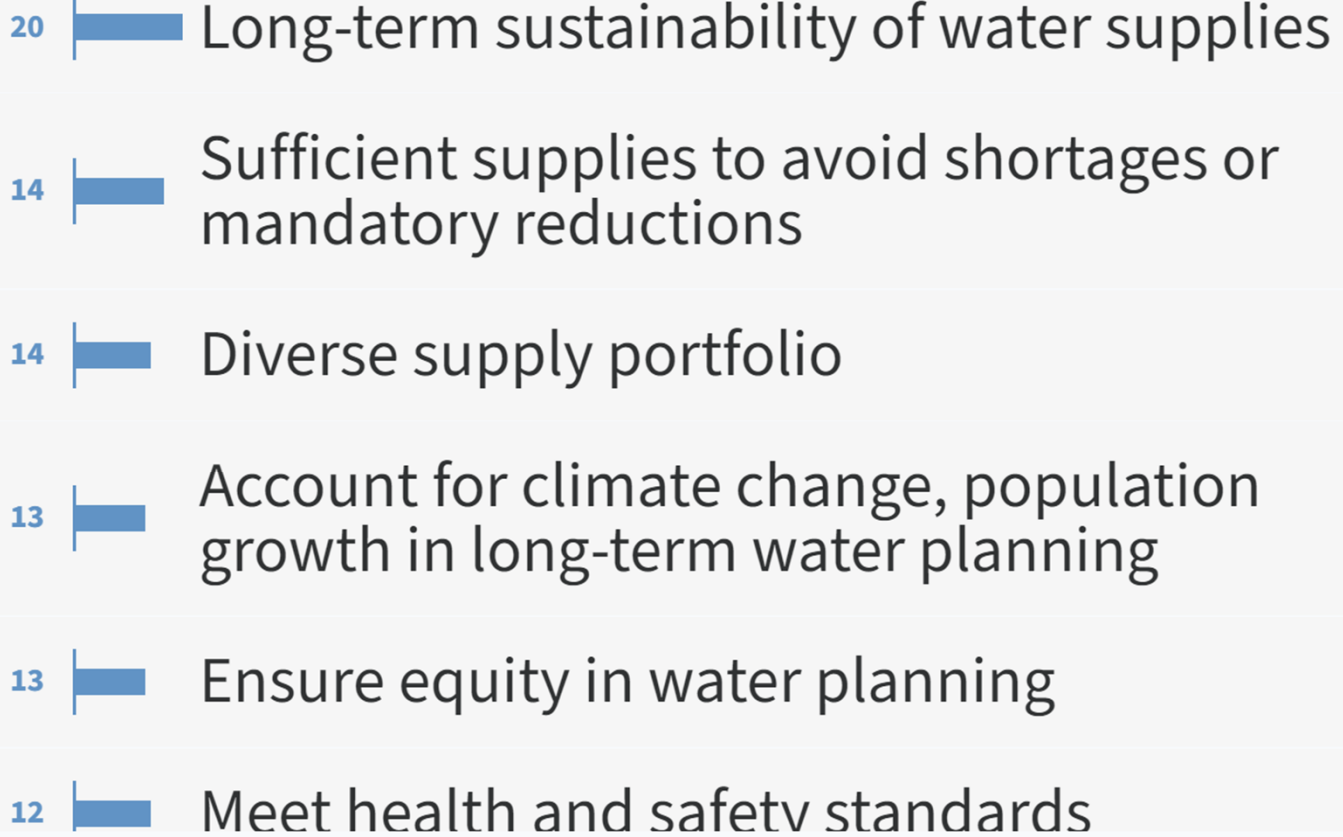 20 Long-term sustainability of water supplies
14 Sufficient supplies to avoid shortages or
mandatory reductions
14 Diverse supply portfolio
13 Account for climate change, population
growth in long-term water planning
13 Ensure equity in water planning
12 Meet health and safety standards